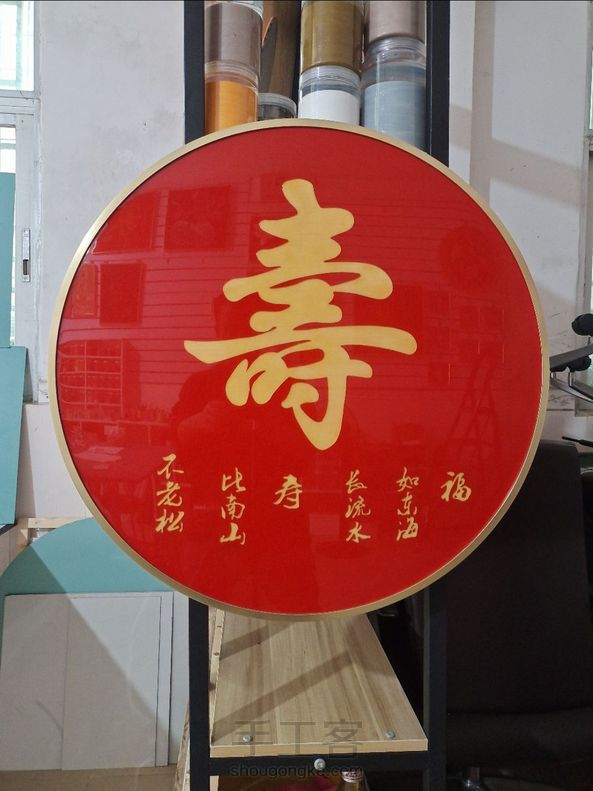 壽
福
如东海
长流水
寿
比南山
不老松
手工客
shougongke.com